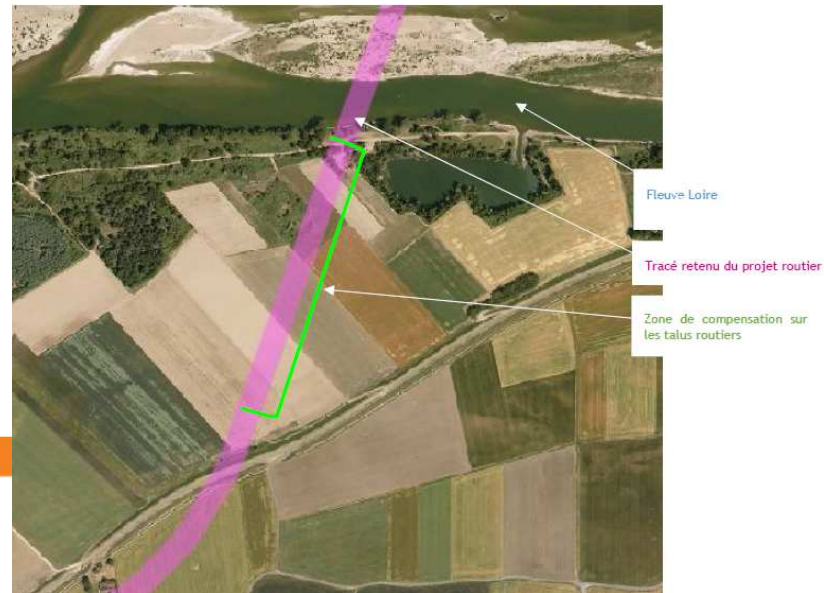 Fleuve Loire
Tracé retenu du projet routier
Zone de compensation sur
les talus routiers